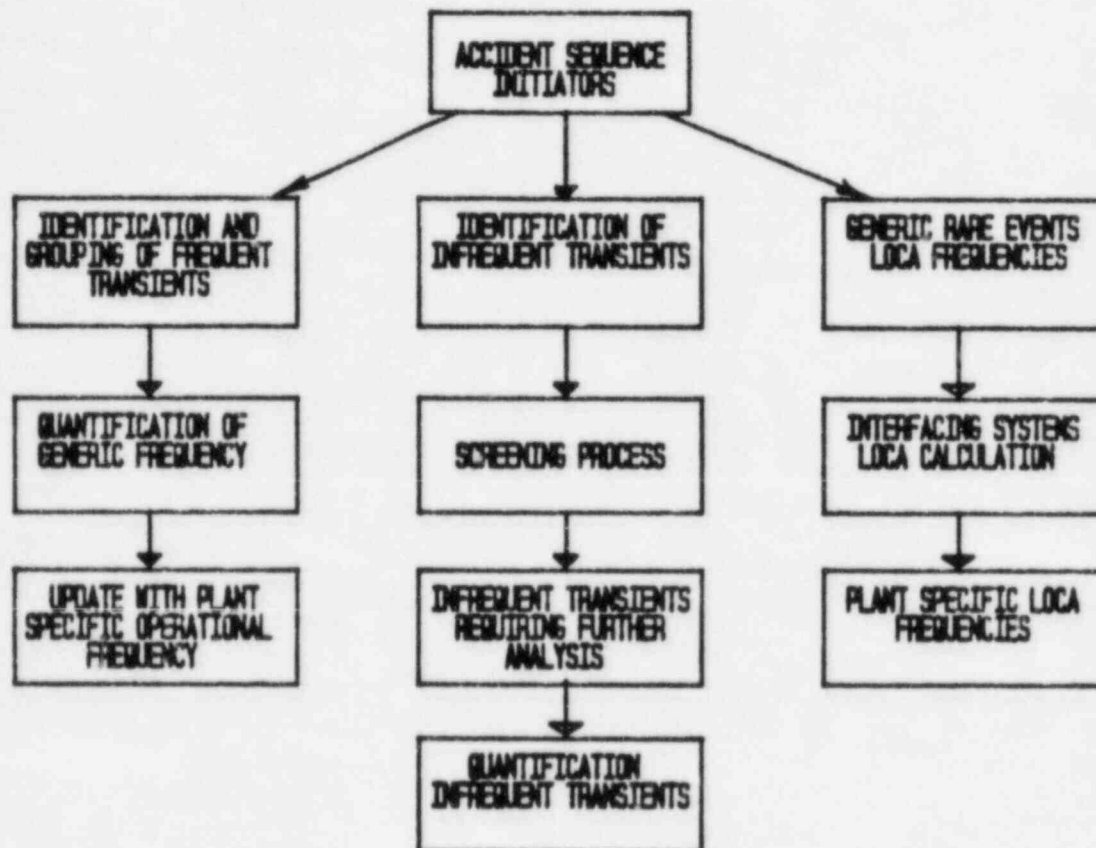 ACCIDENT SEQUENCE
INITIATORS
IDENTIFICATION AND
GROUPING OF FREQUENT
TRANSIENTS
IDENTIFICATION OF
INFREQUENT TRANSIENTS
GENERIC RARE EVENTS
LOCA FREQUENCIES
QUANTIFICATION OF
GENERIC FREQUENCY
SCREENING PROCESS
INTERFACING SYSTEMS
LOCA CALCULATION
UPDATE WITH PLANT
SPECIFIC OPERATIONAL
FREQUENCY
INFREQUENT TRANSIENTS
REQUIRING FURTHER
ANALYSIS
PLANT SPECIFIC LOCA
FREQUENCIES
QUANTIFICATION
INFREQUENT TRANSIENTS